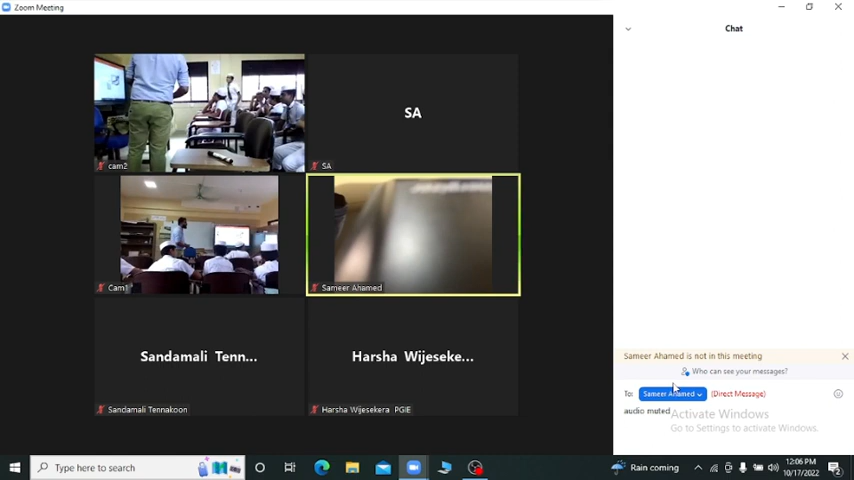 Zoom Meeting
Chat
SA
cam2
SA
Cam1
Sameer Ahamed
Sandamali Tenn...
Harsha Wijeseke...
Sandamali Tennakoon
Harsha Wijesekera PGIE
Sameer Ahamed is not in this meeting
Who can see your messages?
To: Sameer Ahamed (Direct Message)
audio muted
Activate Windows
Go to Settings to activate Windows.
Type here to search
Raining coming
12:06 PM
10/17/2022
2